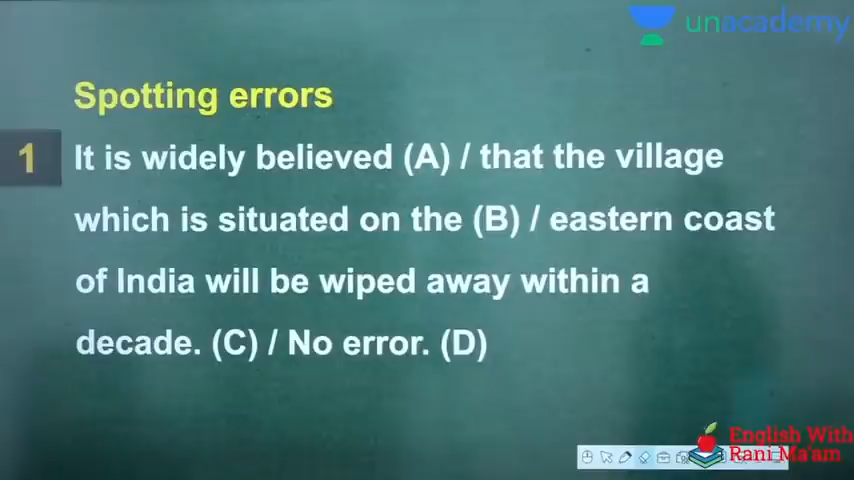 unacademy
Spotting errors
1 It is widely believed (A) / that the village
which is situated on the (B) / eastern coast
of India will be wiped away within a
decade. (C) / No error. (D)
English With
Rani Ma'am